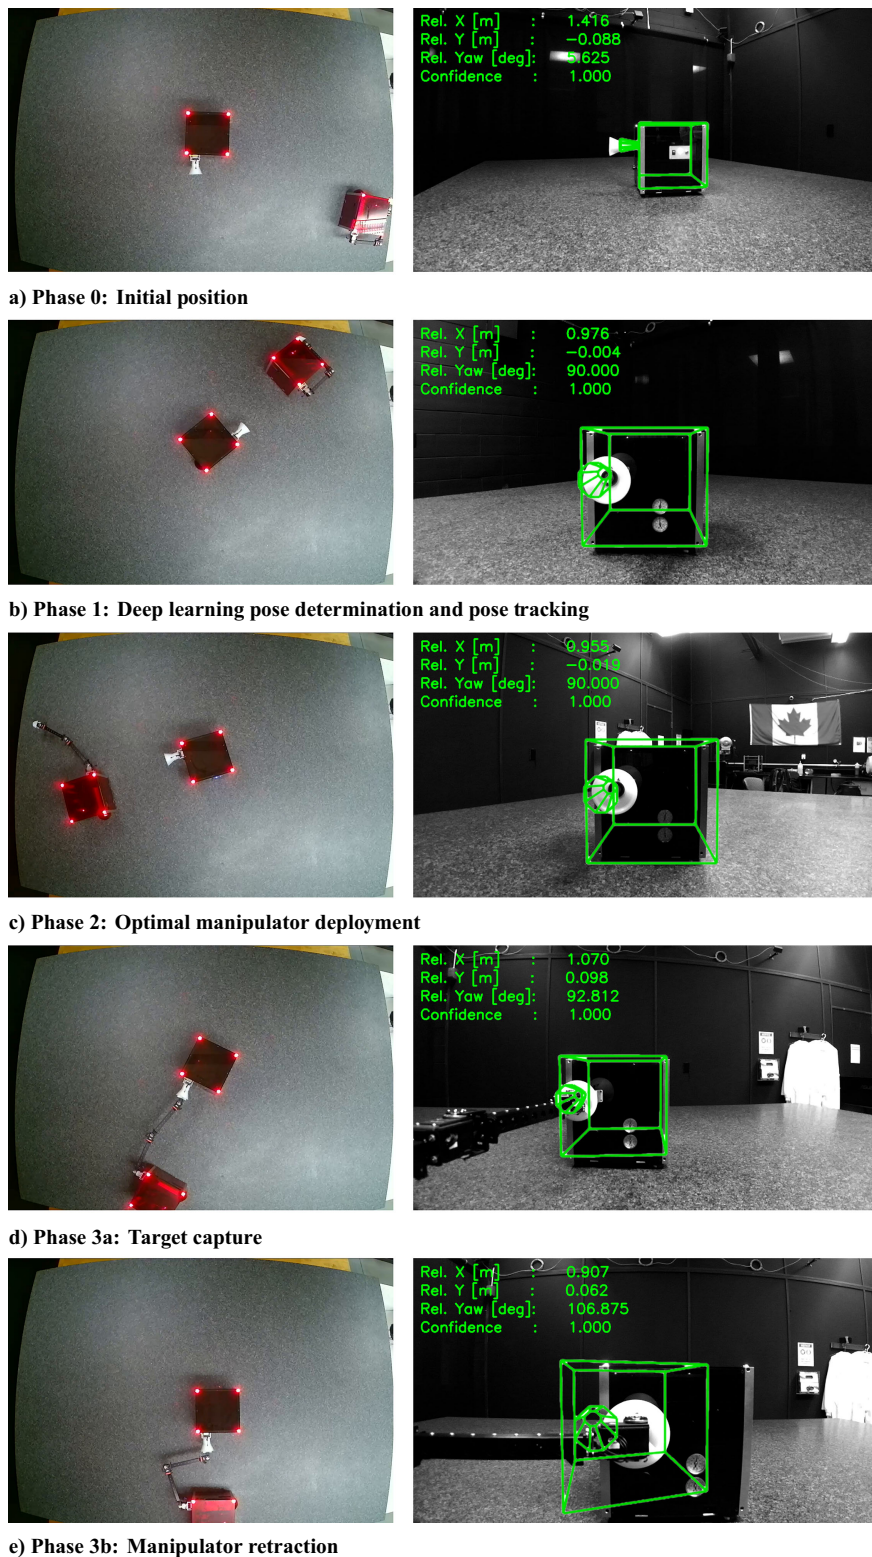 Rel. X [m] : 1.416
Rel. Y [m] : −0.088
Rel. Yaw [deg]: 5.625
Confidence : 1.000
a) Phase 0: Initial position
Rel. X [m] : 0.976
Rel. Y [m] : −0.004
Rel. Yaw [deg]: 90.000
Confidence : 1.000
b) Phase 1: Deep learning pose determination and pose tracking
Rel. X [m] : 0.955
Rel. Y [m] : −0.019
Rel. Yaw [deg]: 90.000
Confidence : 1.000
c) Phase 2: Optimal manipulator deployment
Rel. X [m] : 1.070
Rel. Y [m] : 0.098
Rel. Yaw [deg]: 92.812
Confidence : 1.000
d) Phase 3a: Target capture
Rel. X [m] : 0.907
Rel. Y [m] : 0.062
Rel. Yaw [deg]: 106.875
Confidence : 1.000
e) Phase 3b: Manipulator retraction